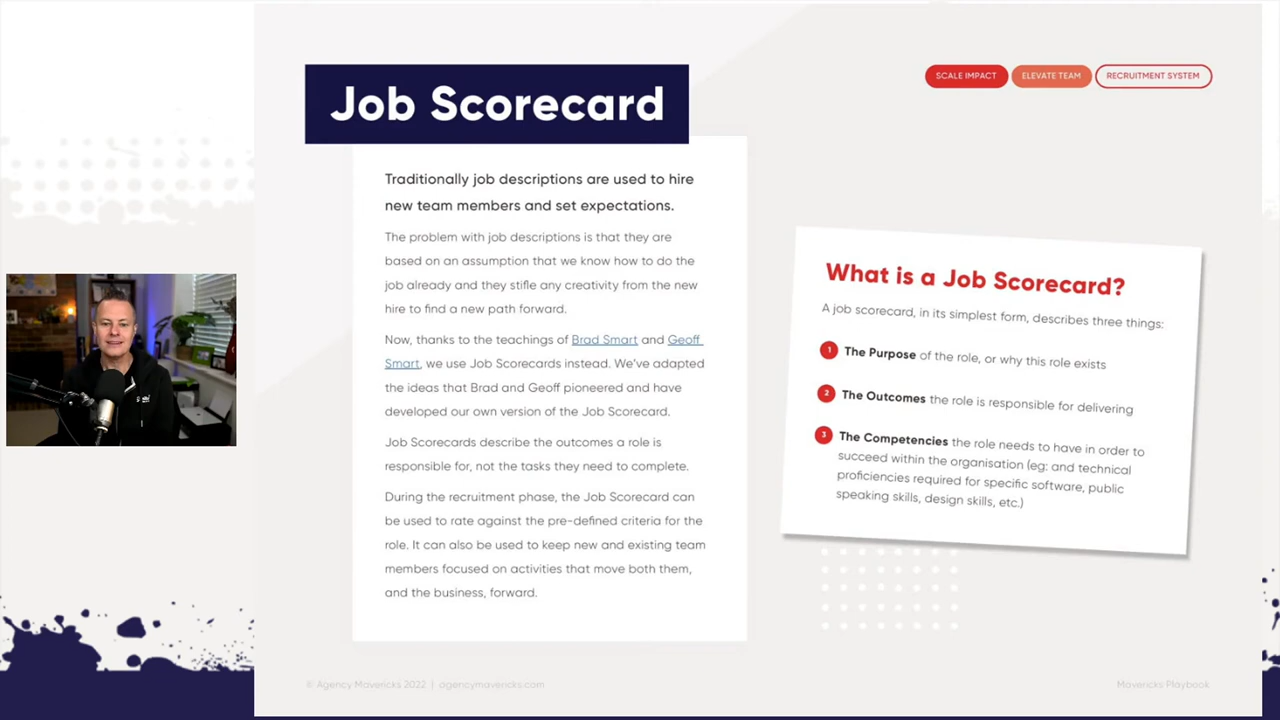 SCALE IMPACT
ELEVATE TEAM
RECRUITMENT SYSTEM
Job Scorecard
Traditionally job descriptions are used to hire
new team members and set expectations.
The problem with job descriptions is that they are
based on an assumption that we know how to do the
job already and they stifle any creativity from the new
hire to find a new path forward.
Now, thanks to the teachings of Brad Smart and Geoff
Smart, we use Job Scorecards instead. We've adapted
the ideas that Brad and Geoff pioneered and have
developed our own version of the Job Scorecard.
Job Scorecards describe the outcomes a role is
responsible for, not the tasks they need to complete.
During the recruitment phase, the Job Scorecard can
be used to rate against the pre-defined criteria for the
role. It can also be used to keep new and existing team
members focused on activities that move both them,
and the business, forward.
What is a Job Scorecard?
A job scorecard, in its simplest form, describes three things:
1 The Purpose of the role, or why this role exists
2 The Outcomes the role is responsible for delivering
3 The Competencies the role needs to have in order to
succeed within the organisation (eg: and technical
proficiencies required for specific software, public
speaking skills, design skills, etc.)
© Agency Mavericks 2022 | agencymavericks.com
Mavericks Playbook